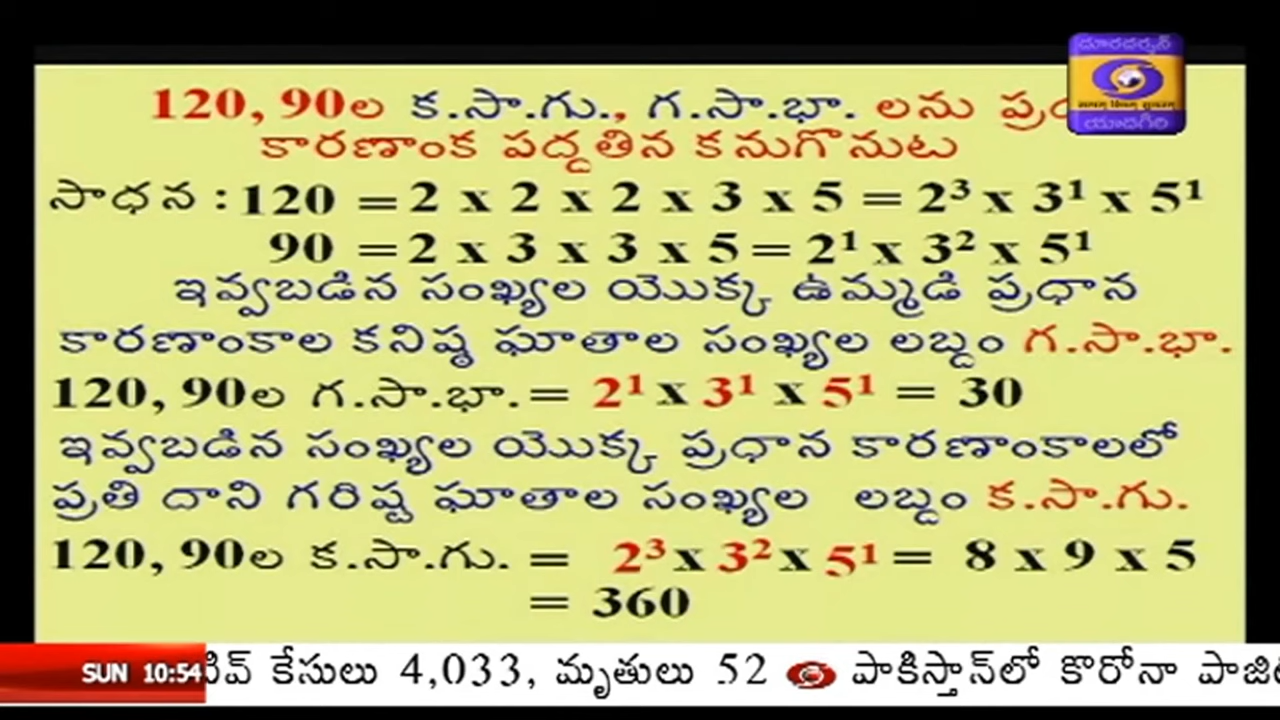 దూరదర్శన్
యాదగిరి
120, 90ల క.సా.గు., గ.సా.భా. లను
కారణాంక పద్దతిన కనుగొనుట
సాధన : 120 = 2 x 2 x 2 x 3 x 5 = 2³ x 3¹ x 5¹
90 = 2 x 3 x 3 x 5 = 2¹ x 3² x 5¹
ఇవ్వబడిన సంఖ్యల యొక్క ఉమ్మడి ప్రధాన
కారణాంకాల కనిష్ఠ ఘాతాల సంఖ్యల లబ్దం గ.సా.భా.
120, 90ల గ.సా.భా. = 2¹ x 3¹ x 5¹ = 30
ఇవ్వబడిన సంఖ్యల యొక్క ప్రధాన కారణాంకాలలో
ప్రతి దాని గరిష్ట ఘాతాల సంఖ్యల లబ్దం క.సా.గు.
120, 90ల క.సా.గు. = 2³ x 3² x 5¹ = 8 x 9 x 5
= 360
SUN 10:54 కేసులు 4,033, మృతులు 52 పాకిస్తాన్‌లో కొరోనా